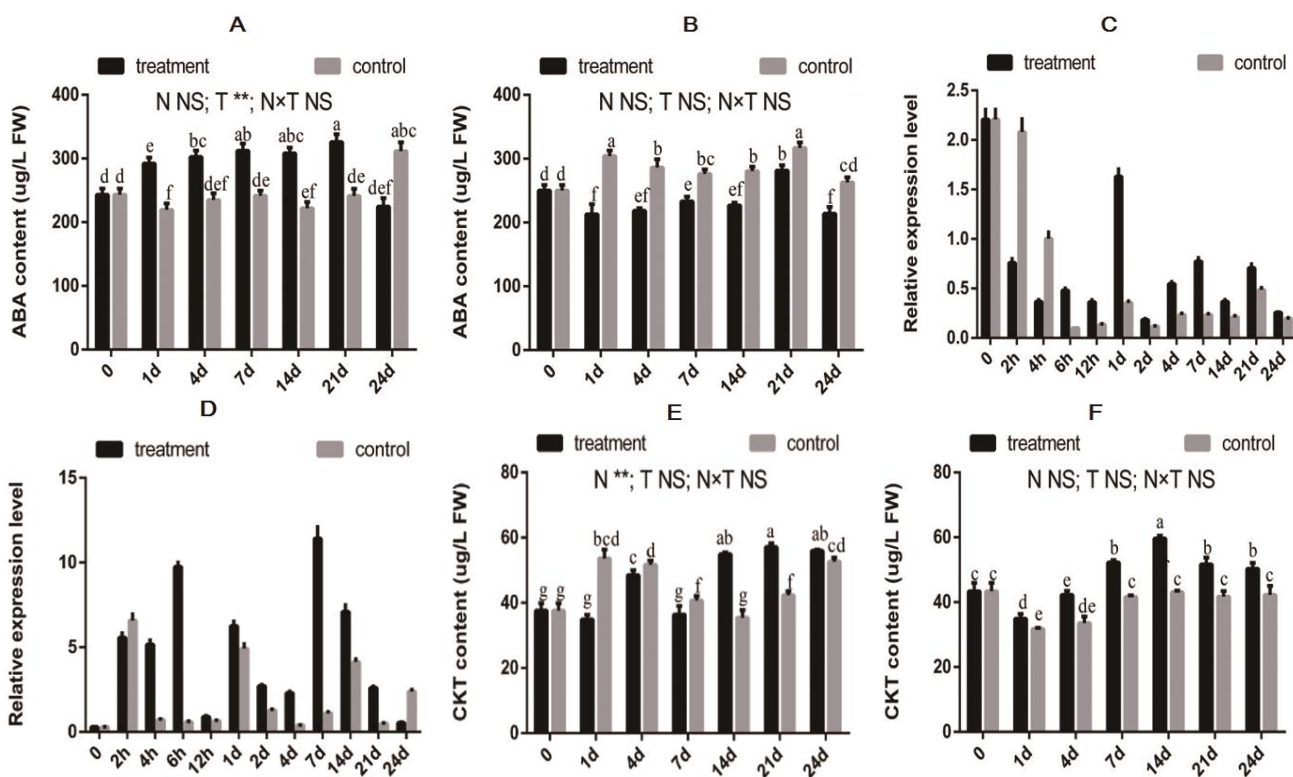 A
treatment control
N NS; T **; N×T NS
ABA content (ug/L FW)
400
300
200
100
0
d d e f bc def ab de abc ef a de def abc
0 1d 4d 7d 14d 21d 24d
B
treatment control
N NS; T NS; N×T NS
ABA content (ug/L FW)
400
300
200
100
0
d d f a ef b e bc ef b b a f cd
0 1d 4d 7d 14d 21d 24d
C
treatment control
Relative expression level
2.5
2.0
1.5
1.0
0.5
0.0
0 2h 4h 6h 12h 1d 2d 4d 7d 14d 21d 24d
D
treatment control
Relative expression level
15
10
5
0
0 2h 4h 6h 12h 1d 2d 4d 7d 14d 21d 24d
E
treatment control
N **; T NS; N×T NS
CKT content (ug/L FW)
80
60
40
20
0
g g g bcd c d g f ab g a f ab cd
0 1d 4d 7d 14d 21d 24d
F
treatment control
N NS; T NS; N×T NS
CKT content (ug/L FW)
80
60
40
20
0
c c d e e de b c a c b c b c
0 1d 4d 7d 14d 21d 24d